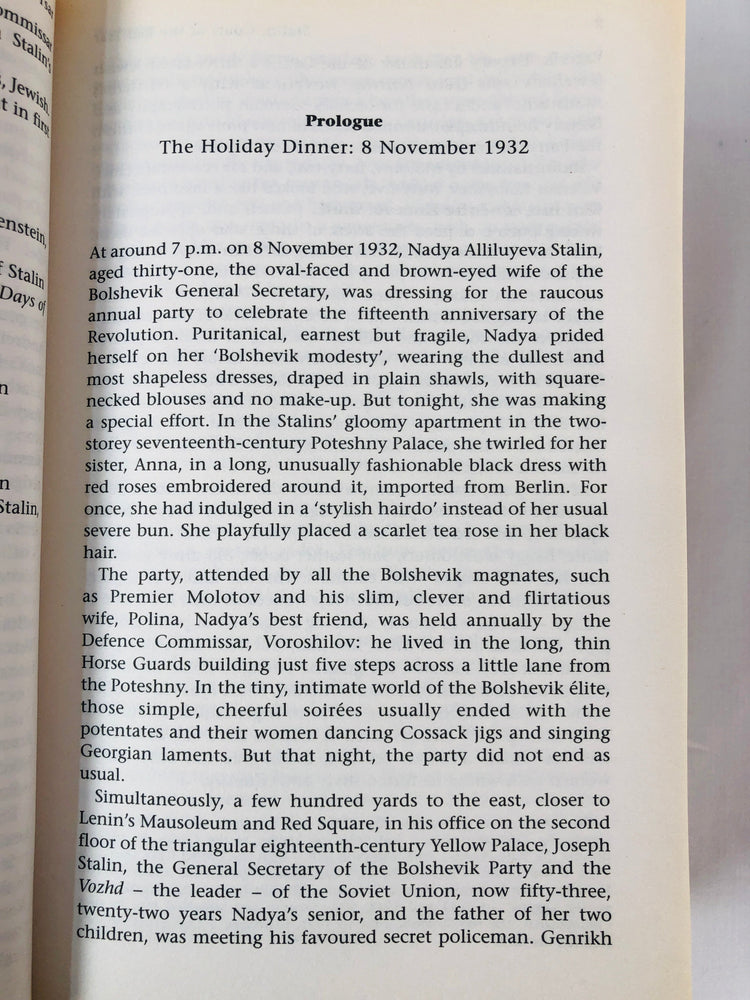 ommissar
Stalin's
Jewish.
t in first
enstein,
f Stalin
Days of
n
n
Stalin,
Prologue
The Holiday Dinner: 8 November 1932
At around 7 p.m. on 8 November 1932, Nadya Alliluyeva Stalin,
aged thirty-one, the oval-faced and brown-eyed wife of the
Bolshevik General Secretary, was dressing for the raucous
annual party to celebrate the fifteenth anniversary of the
Revolution. Puritanical, earnest but fragile, Nadya prided
herself on her ‘Bolshevik modesty’, wearing the dullest and
most shapeless dresses, draped in plain shawls, with square-
necked blouses and no make-up. But tonight, she was making
a special effort. In the Stalins’ gloomy apartment in the two-
storey seventeenth-century Poteshny Palace, she twirled for her
sister, Anna, in a long, unusually fashionable black dress with
red roses embroidered around it, imported from Berlin. For
once, she had indulged in a ‘stylish hairdo’ instead of her usual
severe bun. She playfully placed a scarlet tea rose in her black
hair.
The party, attended by all the Bolshevik magnates, such
as Premier Molotov and his slim, clever and flirtatious
wife, Polina, Nadya’s best friend, was held annually by the
Defence Commissar, Voroshilov: he lived in the long, thin
Horse Guards building just five steps across a little lane from
the Poteshny. In the tiny, intimate world of the Bolshevik élite,
those simple, cheerful soirées usually ended with the
potentates and their women dancing Cossack jigs and singing
Georgian laments. But that night, the party did not end as
usual.
Simultaneously, a few hundred yards to the east, closer to
Lenin’s Mausoleum and Red Square, in his office on the second
floor of the triangular eighteenth-century Yellow Palace, Joseph
Stalin, the General Secretary of the Bolshevik Party and the
Vozhd – the leader – of the Soviet Union, now fifty-three,
twenty-two years Nadya’s senior, and the father of her two
children, was meeting his favoured secret policeman. Genrikh